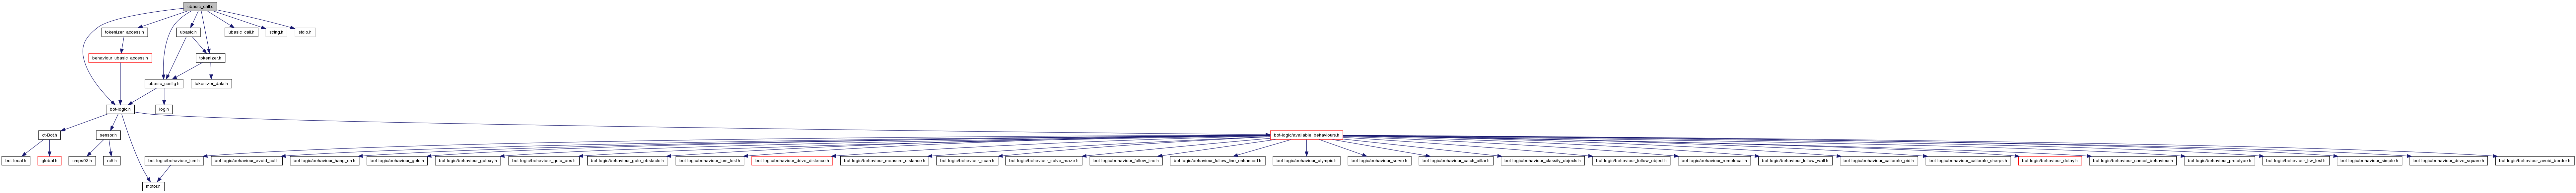 ubasic_call.c
tokenizer_access.h
ubasic.h
ubasic_call.h
string.h
stdio.h
behaviour_ubasic_access.h
tokenizer.h
ubasic_config.h
tokenizer_data.h
bot-logic.h
log.h
ct-Bot.h
sensor.h
bot-logic/available_behaviours.h
bot-local.h
global.h
cmps03.h
rc5.h
bot-logic/behaviour_turn.h
bot-logic/behaviour_avoid_col.h
bot-logic/behaviour_hang_on.h
bot-logic/behaviour_goto.h
bot-logic/behaviour_gotoxy.h
bot-logic/behaviour_goto_pos.h
bot-logic/behaviour_goto_obstacle.h
bot-logic/behaviour_turn_test.h
bot-logic/behaviour_drive_distance.h
bot-logic/behaviour_measure_distance.h
bot-logic/behaviour_scan.h
bot-logic/behaviour_solve_maze.h
bot-logic/behaviour_follow_line.h
bot-logic/behaviour_follow_line_enhanced.h
bot-logic/behaviour_olympic.h
bot-logic/behaviour_servo.h
bot-logic/behaviour_catch_pillar.h
bot-logic/behaviour_classify_objects.h
bot-logic/behaviour_follow_object.h
bot-logic/behaviour_remotecall.h
bot-logic/behaviour_follow_wall.h
bot-logic/behaviour_calibrate_pid.h
bot-logic/behaviour_calibrate_sharps.h
bot-logic/behaviour_delay.h
bot-logic/behaviour_cancel_behaviour.h
bot-logic/behaviour_prototype.h
bot-logic/behaviour_hw_test.h
bot-logic/behaviour_simple.h
bot-logic/behaviour_drive_square.h
bot-logic/behaviour_avoid_border.h
motor.h